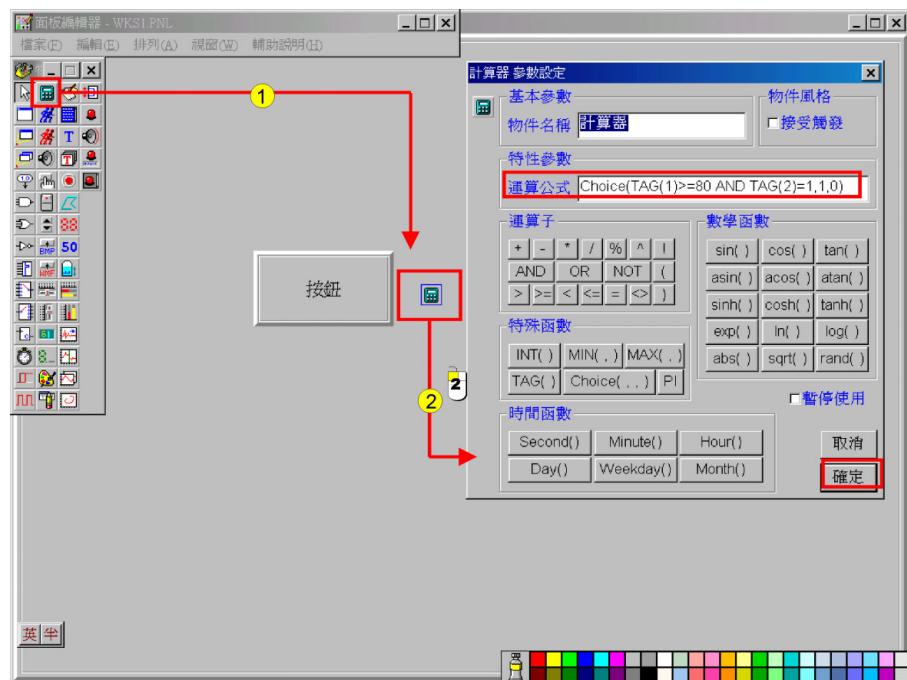 面板編輯器 - WKS1.PNL
檔案(F) 編輯(E) 排列(A) 視窗(W) 輔助說明(H)
1
按鈕
2
2
計算器 參數設定
基本參數
物件名稱 計算器
物件風格
接受觸發
特性參數
運算公式 Choice(TAG(1)>=80 AND TAG(2)=1,1,0)
運算子
+ - * / % ^ |
AND OR NOT (
> >= < <= = <> )
數學函數
sin( ) cos( ) tan( )
asin( ) acos( ) atan( )
sinh( ) cosh( ) tanh( )
exp( ) ln( ) log( )
abs( ) sqrt( ) rand( )
特殊函數
INT( ) MIN( , ) MAX( , )
TAG( ) Choice( , , ) PI
暫停使用
時間函數
Second() Minute() Hour()
Day() Weekday() Month()
取消
確定
T
T
1.0
88
BMP 50
WMF
61
8
英 半